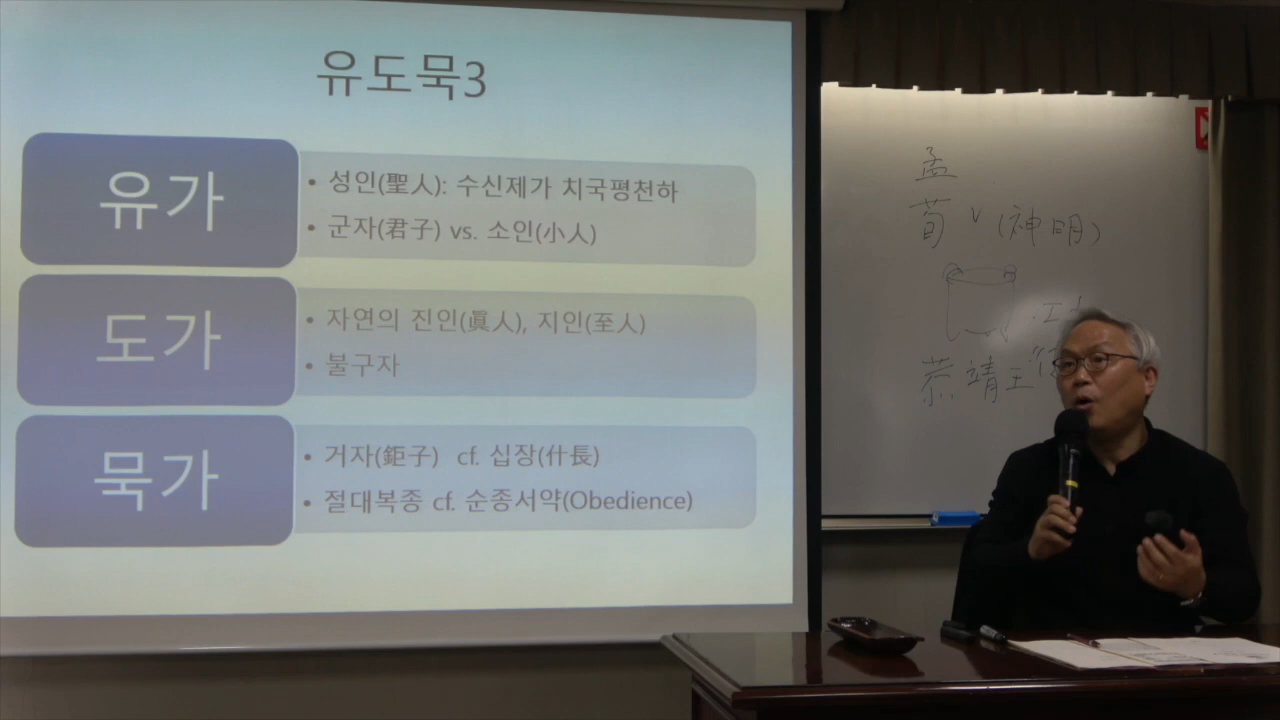 유도묵3
유가
• 성인(聖人): 수신제가 치국평천하
• 군자(君子) vs. 소인(小人)
도가
• 자연의 진인(眞人), 지인(至人)
• 불구자
묵가
• 거자(鉅子) cf. 십장(什長)
• 절대복종 cf. 순종서약(Obedience)
孟
荀 v (神明)
恭靖王